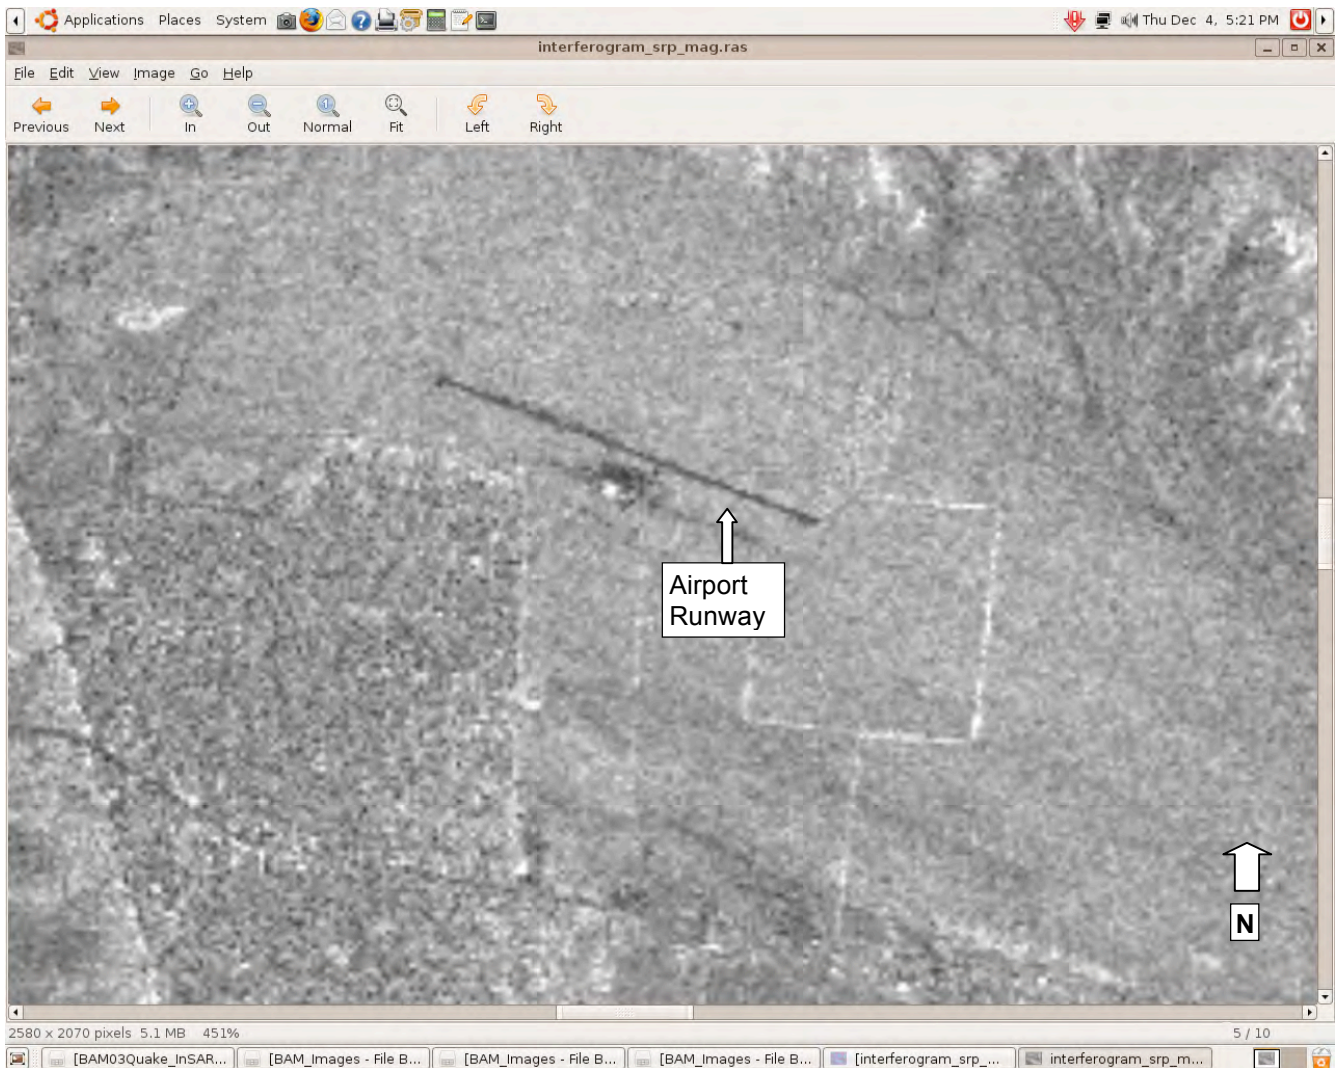 Applications Places System Thu Dec 4, 5:21 PM
interferogram_srp_mag.ras
File Edit View Image Go Help
Previous Next In Out Normal Fit Left Right
Airport
Runway
N
2580 x 2070 pixels 5.1 MB 451% 5 / 10
[BAM03Quake_InSAR... [BAM_Images - File B... [BAM_Images - File B... [BAM_Images - File B... [interferogram_srp_... interferogram_srp_m...